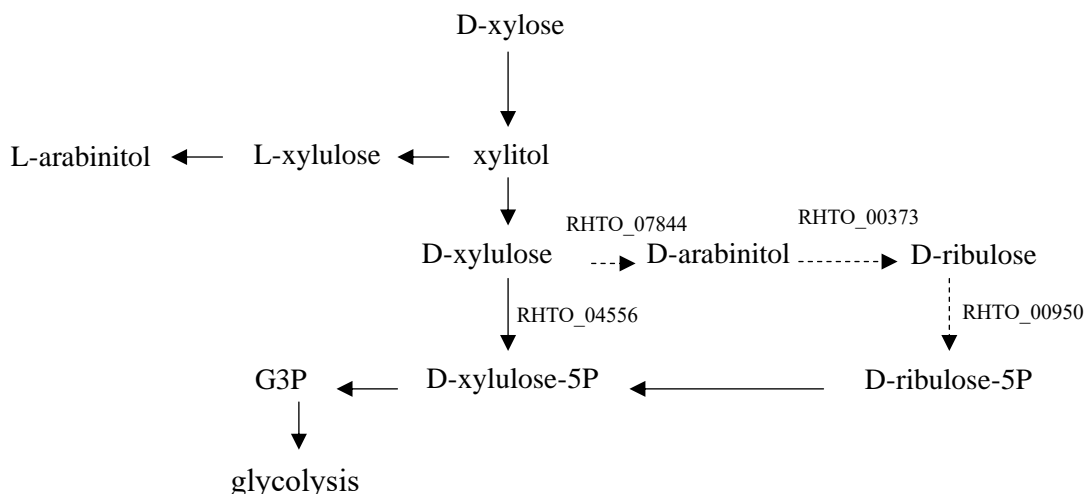 D-xylose
L-arabinitol L-xylulose xylitol
RHTO_07844 RHTO_00373
D-xylulose D-arabinitol D-ribulose
RHTO_04556 RHTO_00950
G3P D-xylulose-5P D-ribulose-5P
glycolysis